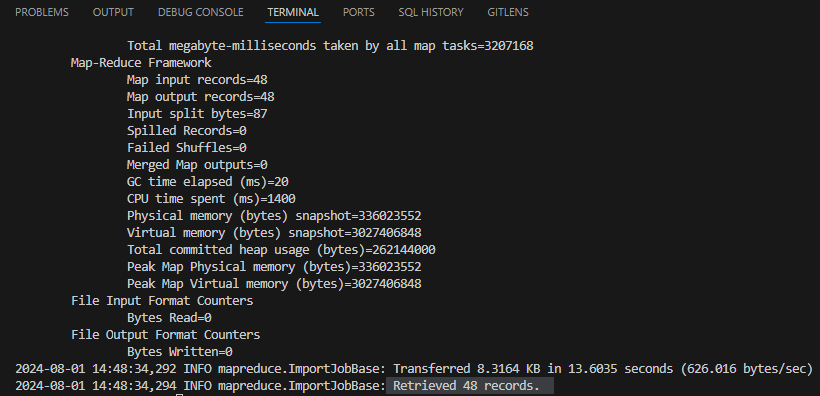 PROBLEMS OUTPUT DEBUG CONSOLE TERMINAL PORTS SQL HISTORY GITLENS
Total megabyte-milliseconds taken by all map tasks=3207168
Map-Reduce Framework
Map input records=48
Map output records=48
Input split bytes=87
Spilled Records=0
Failed Shuffles=0
Merged Map outputs=0
GC time elapsed (ms)=20
CPU time spent (ms)=1400
Physical memory (bytes) snapshot=336023552
Virtual memory (bytes) snapshot=3027406848
Total committed heap usage (bytes)=262144000
Peak Map Physical memory (bytes)=336023552
Peak Map Virtual memory (bytes)=3027406848
File Input Format Counters
Bytes Read=0
File Output Format Counters
Bytes Written=0
2024-08-01 14:48:34,292 INFO mapreduce.ImportJobBase: Transferred 8.3164 KB in 13.6035 seconds (626.016 bytes/sec)
2024-08-01 14:48:34,294 INFO mapreduce.ImportJobBase: Retrieved 48 records.